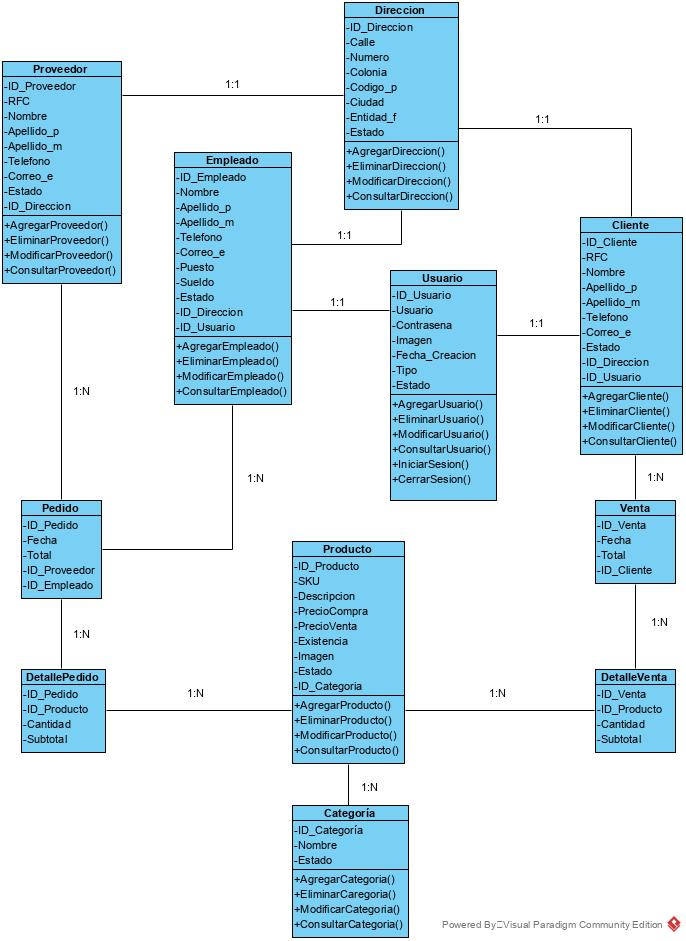 Direccion
-ID_Direccion
-Calle
-Numero
-Colonia
-Codigo_p
-Ciudad
-Entidad_f
-Estado
+AgregarDireccion()
+EliminarDireccion()
+ModificarDireccion()
+ConsultarDireccion()
Proveedor
-ID_Proveedor
-RFC
-Nombre
-Apellido_p
-Apellido_m
-Telefono
-Correo_e
-Estado
-ID_Direccion
+AgregarProveedor()
+EliminarProveedor()
+ModificarProveedor()
+ConsultarProveedor()
1:1
1:1
Empleado
-ID_Empleado
-Nombre
-Apellido_p
-Apellido_m
-Telefono
-Correo_e
-Puesto
-Sueldo
-Estado
-ID_Direccion
-ID_Usuario
+AgregarEmpleado()
+EliminarEmpleado()
+ModificarEmpleado()
+ConsultarEmpleado()
1:1
1:1
Usuario
-ID_Usuario
-Usuario
-Contrasena
-Imagen
-Fecha_Creacion
-Tipo
-Estado
+AgregarUsuario()
+EliminarUsuario()
+ModificarUsuario()
+ConsultarUsuario()
+IniciarSesion()
+CerrarSesion()
1:1
Cliente
-ID_Cliente
-RFC
-Nombre
-Apellido_p
-Apellido_m
-Telefono
-Correo_e
-Estado
-ID_Direccion
-ID_Usuario
+AgregarCliente()
+EliminarCliente()
+ModificarCliente()
+ConsultarCliente()
1:N
1:N
1:N
Pedido
-ID_Pedido
-Fecha
-Total
-ID_Proveedor
-ID_Empleado
Venta
-ID_Venta
-Fecha
-Total
-ID_Cliente
Producto
-ID_Producto
-SKU
-Descripcion
-PrecioCompra
-PrecioVenta
-Existencia
-Imagen
-Estado
-ID_Categoria
+AgregarProducto()
+EliminarProducto()
+ModificarProducto()
+ConsultarProducto()
1:N
1:N
DetallePedido
-ID_Pedido
-ID_Producto
-Cantidad
-Subtotal
1:N
1:N
DetalleVenta
-ID_Venta
-ID_Producto
-Cantidad
-Subtotal
1:N
Categoría
-ID_Categoría
-Nombre
-Estado
+AgregarCategoria()
+EliminarCaregoria()
+ModificarCategoria()
+ConsultarCategoria()
Powered By Visual Paradigm Community Edition